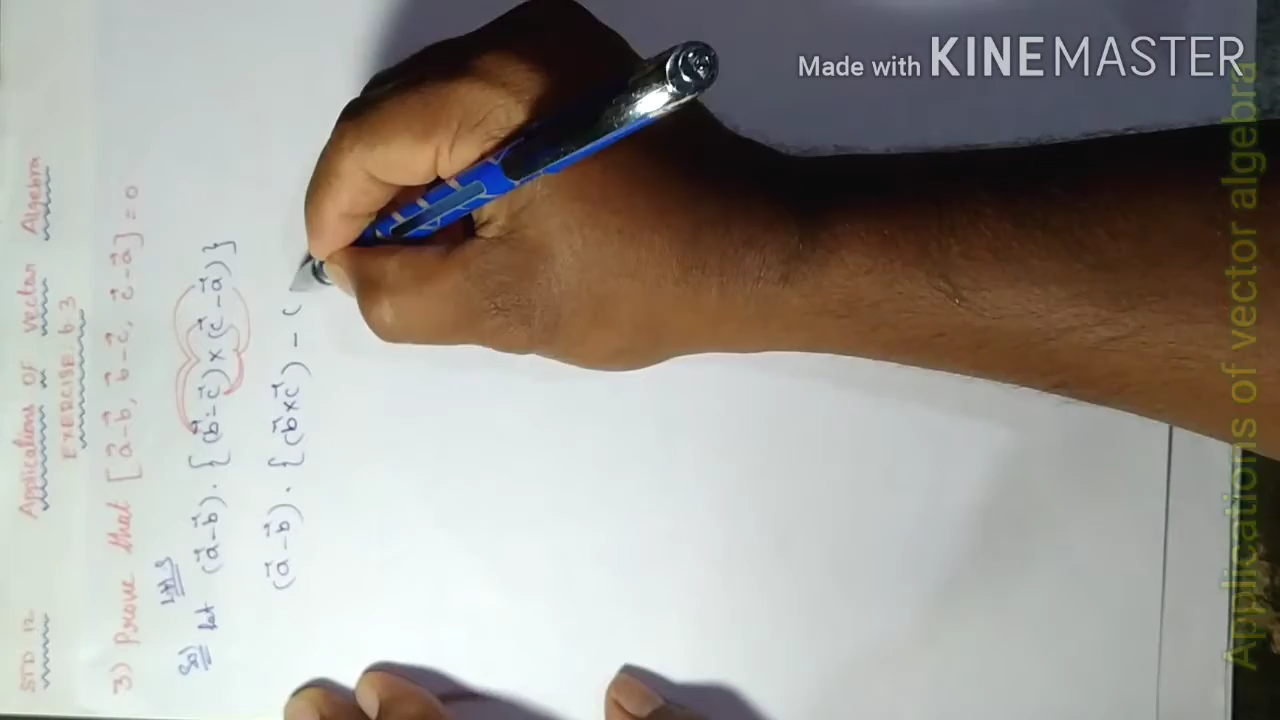 Made with KINEMASTER
STD 12 Applications Of vector Algebra
EXERCISE 6.3
3) Prove that [a⃗-b⃗, b⃗-c⃗, c⃗-a⃗] = 0
LHS
Sol) Let (a⃗-b⃗) · {(b⃗-c⃗) × (c⃗-a⃗)}
(a⃗-b⃗) · {(b⃗×c⃗) - (
Applications of vector algebra